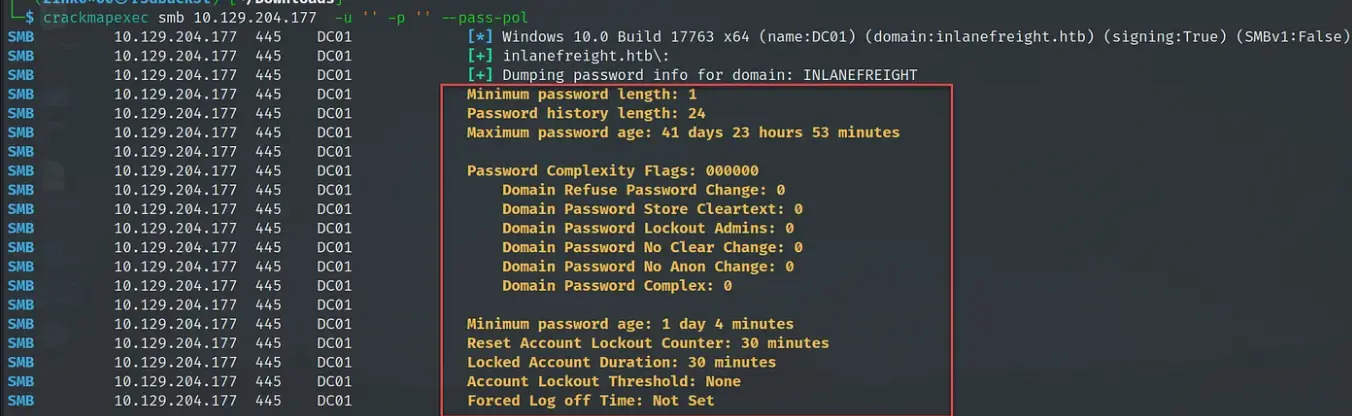 $ crackmapexec smb 10.129.204.177 -u '' -p '' --pass-pol
SMB 10.129.204.177 445 DC01 [*] Windows 10.0 Build 17763 x64 (name:DC01) (domain:inlanefreight.htb) (signing:True) (SMBv1:False)
SMB 10.129.204.177 445 DC01 [+] inlanefreight.htb\:
SMB 10.129.204.177 445 DC01 [+] Dumping password info for domain: INLANEFREIGHT
SMB 10.129.204.177 445 DC01 Minimum password length: 1
SMB 10.129.204.177 445 DC01 Password history length: 24
SMB 10.129.204.177 445 DC01 Maximum password age: 41 days 23 hours 53 minutes
SMB 10.129.204.177 445 DC01
SMB 10.129.204.177 445 DC01 Password Complexity Flags: 000000
SMB 10.129.204.177 445 DC01 Domain Refuse Password Change: 0
SMB 10.129.204.177 445 DC01 Domain Password Store Cleartext: 0
SMB 10.129.204.177 445 DC01 Domain Password Lockout Admins: 0
SMB 10.129.204.177 445 DC01 Domain Password No Clear Change: 0
SMB 10.129.204.177 445 DC01 Domain Password No Anon Change: 0
SMB 10.129.204.177 445 DC01 Domain Password Complex: 0
SMB 10.129.204.177 445 DC01
SMB 10.129.204.177 445 DC01 Minimum password age: 1 day 4 minutes
SMB 10.129.204.177 445 DC01 Reset Account Lockout Counter: 30 minutes
SMB 10.129.204.177 445 DC01 Locked Account Duration: 30 minutes
SMB 10.129.204.177 445 DC01 Account Lockout Threshold: None
SMB 10.129.204.177 445 DC01 Forced Log off Time: Not Set